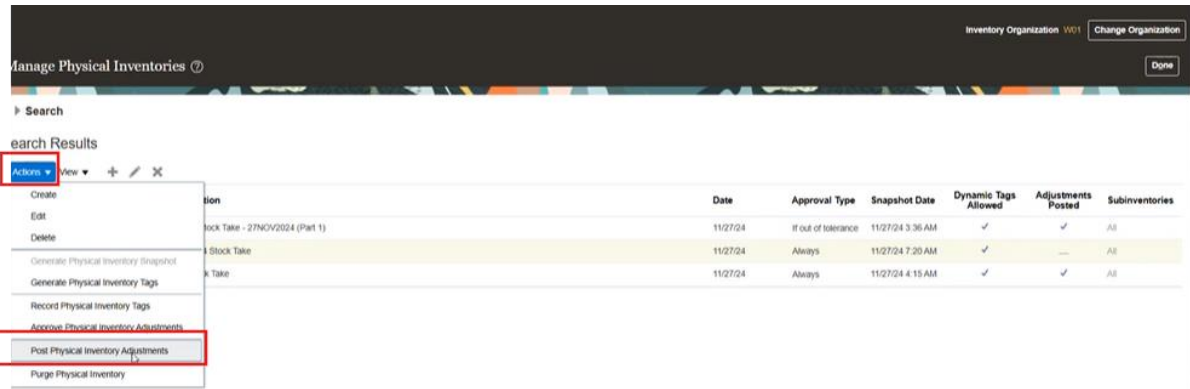 Inventory Organization W01 Change Organization
Manage Physical Inventories ?
Done
Search
earch Results
Actions View
Create
Edit
Delete
Generate Physical Inventory Snapshot
Generate Physical Inventory Tags
Record Physical Inventory Tags
Approve Physical Inventory Adjustments
Post Physical Inventory Adjustments
Purge Physical Inventory
tion Date Approval Type Snapshot Date Dynamic Tags Allowed Adjustments Posted Subinventories
tock Take - 27NOV2024 (Part 1) 11/27/24 If out of tolerance 11/27/24 3:36 AM All
Stock Take 11/27/24 Always 11/27/24 7:20 AM All
k Take 11/27/24 Always 11/27/24 4:15 AM All